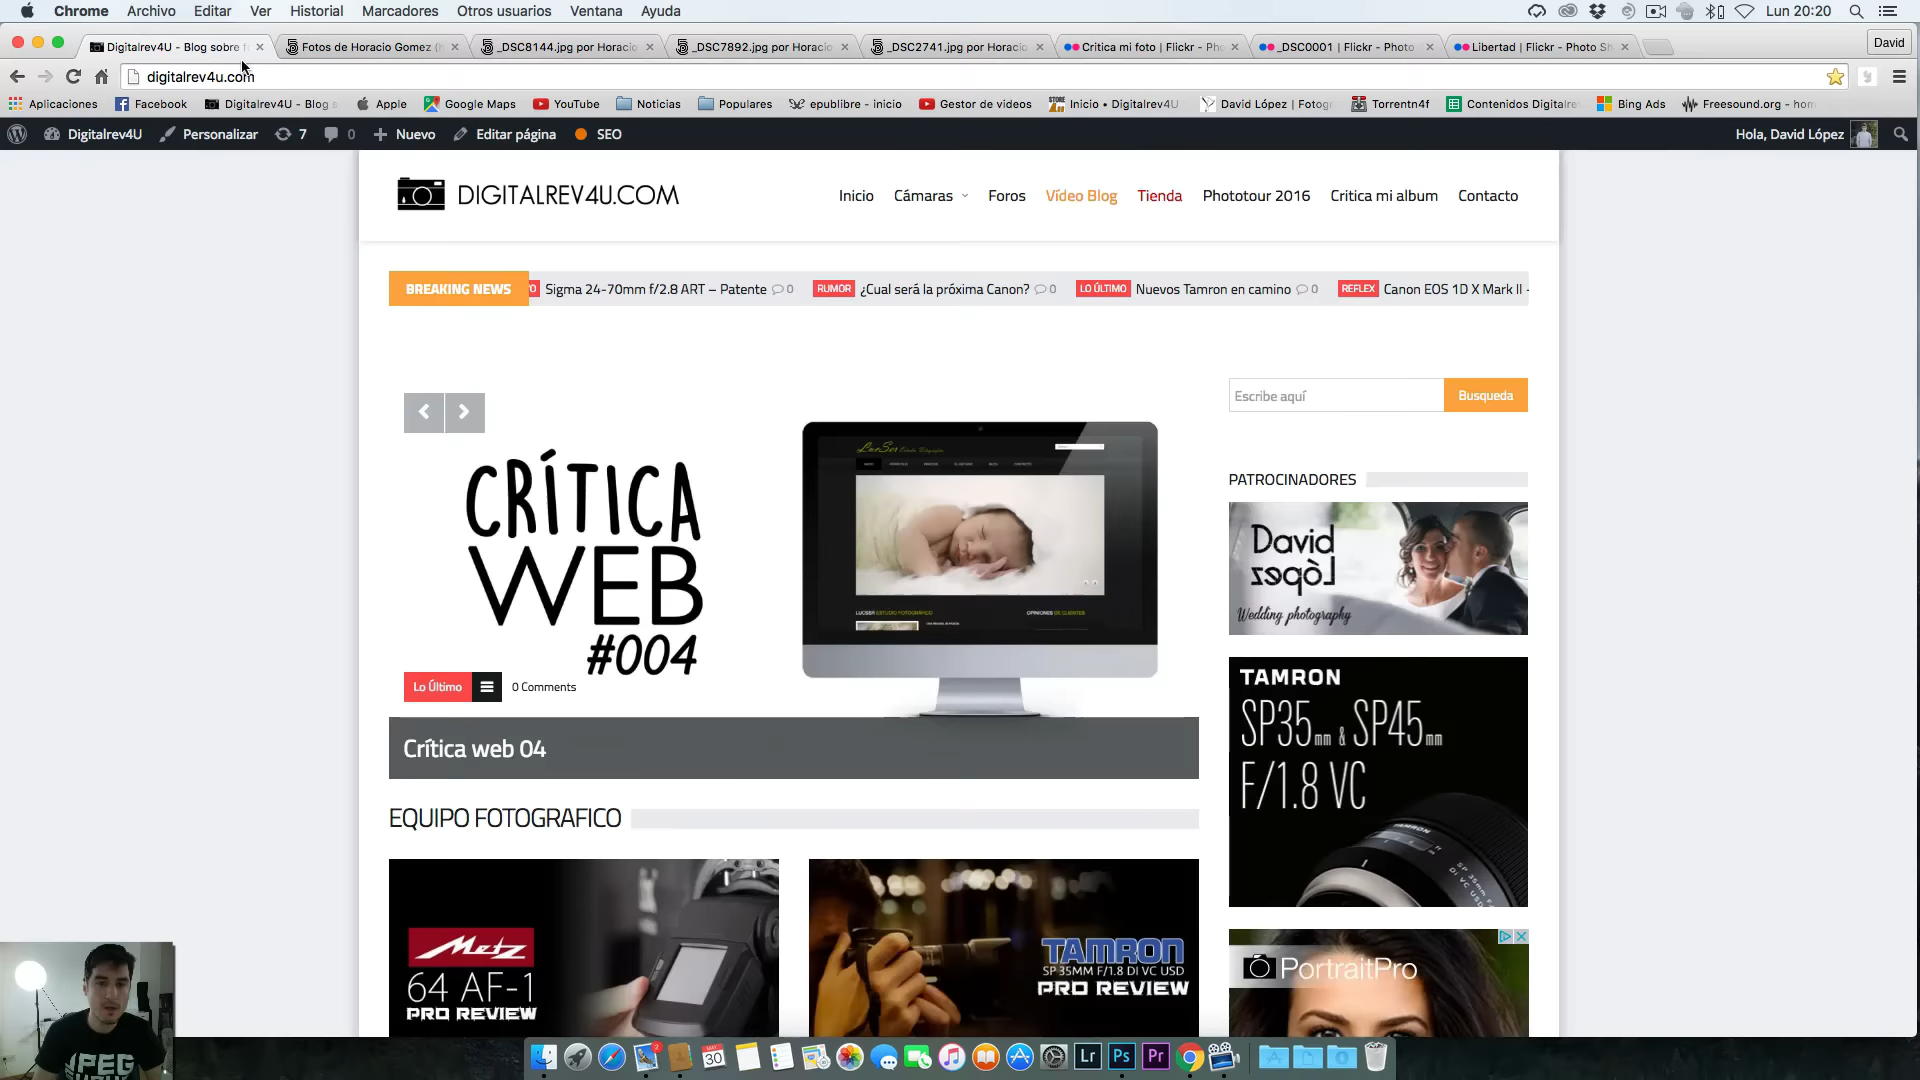 Chrome Archivo Editar Ver Historial Marcadores Otros usuarios Ventana Ayuda Lun 20:20
Digitalrev4U - Blog sobre f Fotos de Horacio Gomez (h _DSC8144.jpg por Horacio _DSC7892.jpg por Horacio _DSC2741.jpg por Horacio Critica mi foto | Flickr - Ph _DSC0001 | Flickr - Photo Libertad | Flickr - Photo Sh David
digitalrev4u.com
Aplicaciones Facebook Digitalrev4U - Blog s Apple Google Maps YouTube Noticias Populares epublibre - inicio Gestor de videos Inicio • Digitalrev4U David López | Fotog Torrentn4f Contenidos Digitalre Bing Ads Freesound.org - hom
Digitalrev4U Personalizar 7 0 Nuevo Editar página SEO Hola, David López
DIGITALREV4U.COM
Inicio Cámaras Foros Vídeo Blog Tienda Phototour 2016 Critica mi album Contacto
BREAKING NEWS Sigma 24-70mm f/2.8 ART – Patente 0 RUMOR ¿Cual será la próxima Canon? 0 LO ÚLTIMO Nuevos Tamron en camino 0 REFLEX Canon EOS 1D X Mark II -
Escribe aquí Busqueda
CRÍTICA
WEB
#004
LucSer
Lo Último 0 Comments
Crítica web 04
PATROCINADORES
David
López
Wedding photography
TAMRON
SP35mm & SP45mm
F/1.8 VC
EQUIPO FOTOGRAFICO
Metz
64 AF-1
PRO REVIEW
TAMRON
SP 35MM F/1.8 DI VC USD
PRO REVIEW
PortraitPro
JPEG
30
Lr Ps Pr